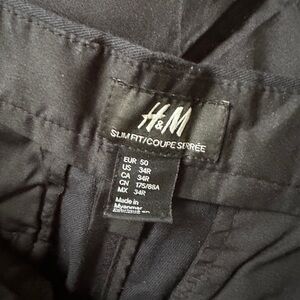 H&M
SLIM FIT/COUPE SERRÉE
EUR 50
US 34R
CA 34R
CN 175/88A
MX 34R
Made in
Myanmar